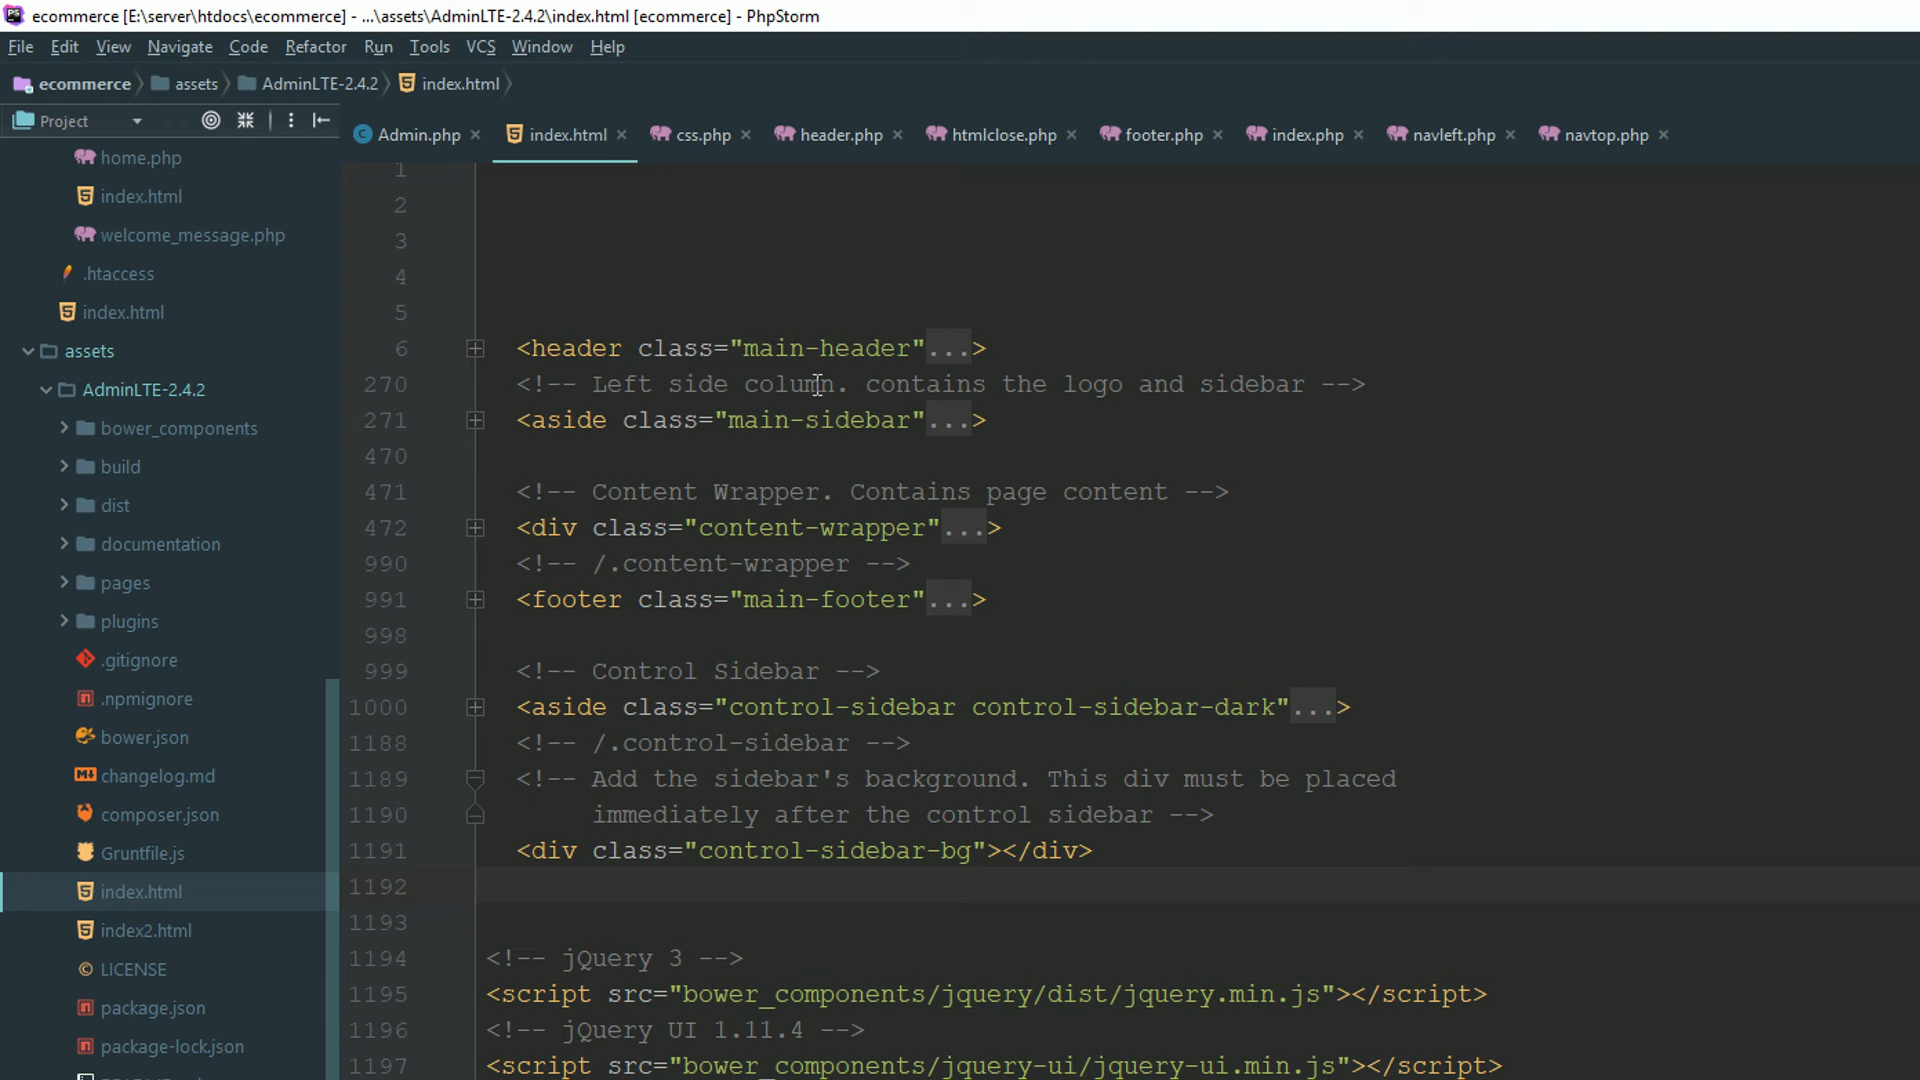 ecommerce [E:\server\htdocs\ecommerce] - ...\assets\AdminLTE-2.4.2\index.html [ecommerce] - PhpStorm
File Edit View Navigate Code Refactor Run Tools VCS Window Help
ecommerce assets AdminLTE-2.4.2 index.html
Project
Admin.php index.html css.php header.php htmlclose.php footer.php index.php navleft.php navtop.php
home.php
index.html
welcome_message.php
.htaccess
index.html
assets
AdminLTE-2.4.2
bower_components
build
dist
documentation
pages
plugins
.gitignore
.npmignore
bower.json
changelog.md
composer.json
Gruntfile.js
index.html
index2.html
LICENSE
package.json
package-lock.json
1
2
3
4
5
6 <header class="main-header"...>
270 <!-- Left side column. contains the logo and sidebar -->
271 <aside class="main-sidebar"...>
470
471 <!-- Content Wrapper. Contains page content -->
472 <div class="content-wrapper"...>
990 <!-- /.content-wrapper -->
991 <footer class="main-footer"...>
998
999 <!-- Control Sidebar -->
1000 <aside class="control-sidebar control-sidebar-dark"...>
1188 <!-- /.control-sidebar -->
1189 <!-- Add the sidebar's background. This div must be placed
1190 immediately after the control sidebar -->
1191 <div class="control-sidebar-bg"></div>
1192
1193
1194 <!-- jQuery 3 -->
1195 <script src="bower_components/jquery/dist/jquery.min.js"></script>
1196 <!-- jQuery UI 1.11.4 -->
1197 <script src="bower_components/jquery-ui/jquery-ui.min.js"></script>